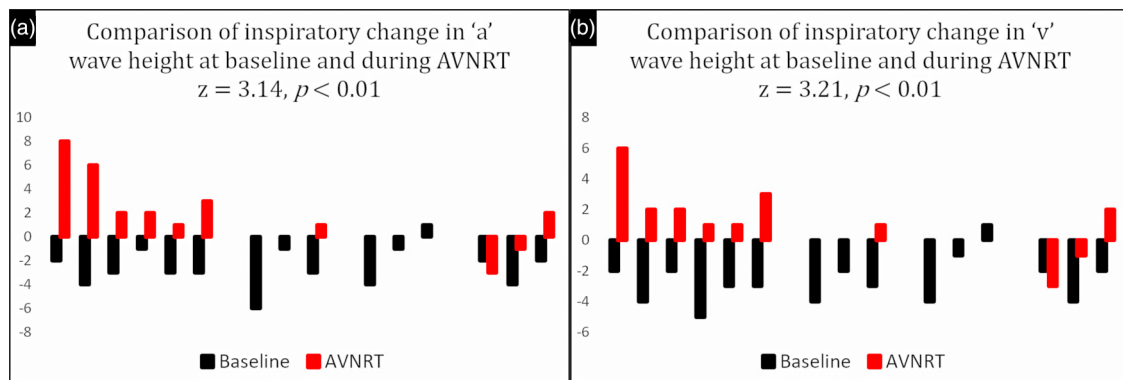 (a)
Comparison of inspiratory change in ‘a’
wave height at baseline and during AVNRT
z = 3.14, p < 0.01
10
8
6
4
2
0
-2
-4
-6
-8
Baseline AVNRT
(b)
Comparison of inspiratory change in ‘v’
wave height at baseline and during AVNRT
z = 3.21, p < 0.01
8
6
4
2
0
-2
-4
-6
Baseline AVNRT